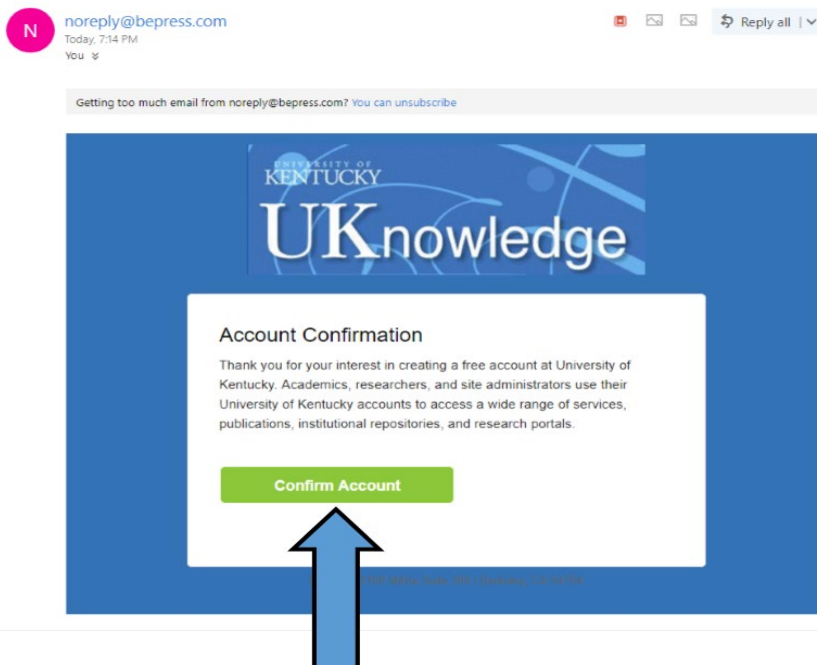 N
noreply@bepress.com
Today, 7:14 PM
You
Reply all
Getting too much email from noreply@bepress.com? You can unsubscribe
UNIVERSITY OF
KENTUCKY
UKnowledge
Account Confirmation
Thank you for your interest in creating a free account at University of
Kentucky. Academics, researchers, and site administrators use their
University of Kentucky accounts to access a wide range of services,
publications, institutional repositories, and research portals.
Confirm Account